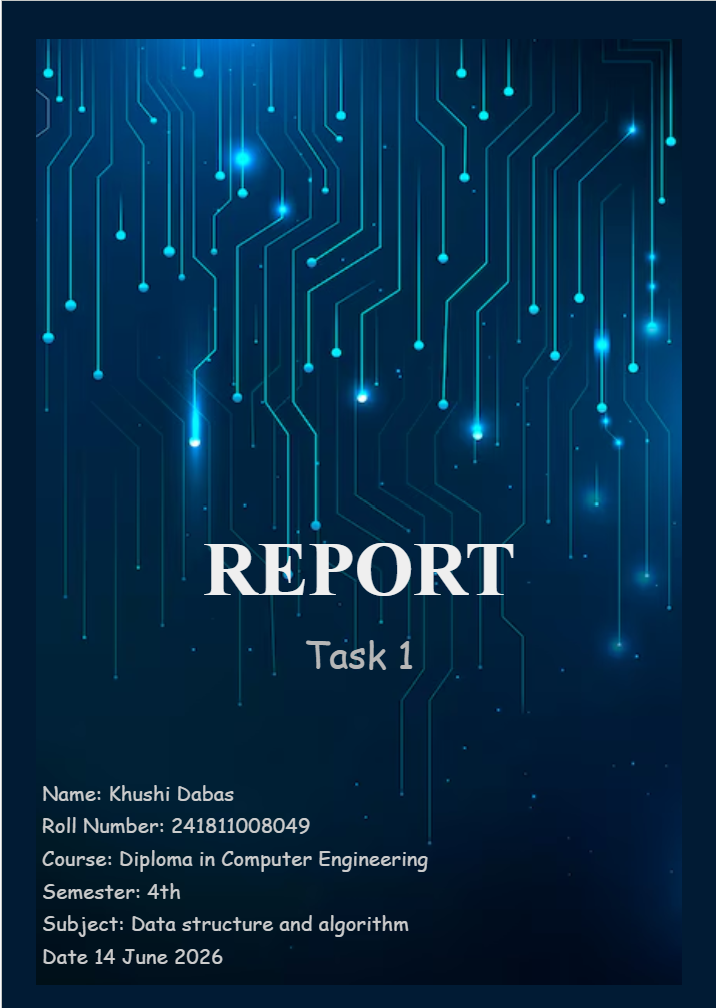 REPORT
Task 1
Name: Khushi Dabas
Roll Number: 241811008049
Course: Diploma in Computer Engineering
Semester: 4th
Subject: Data structure and algorithm
Date 14 June 2026